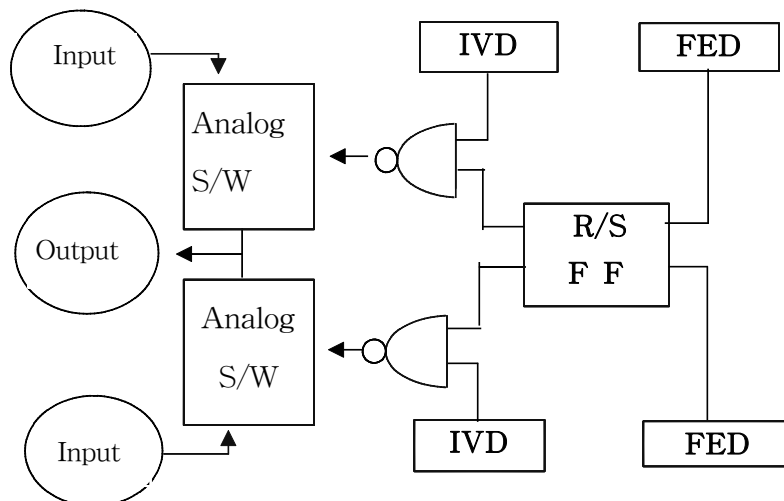 Input
IVD
FED
Analog
S/W
R/S
F F
Output
Analog
S/W
Input
IVD
FED